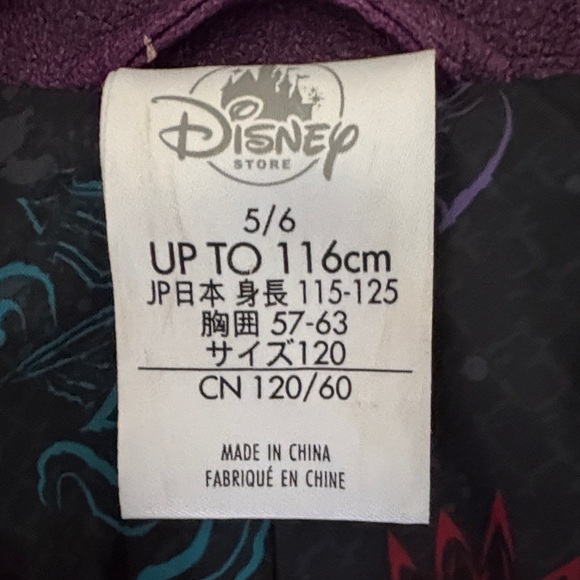 Disney
STORE
5/6
UP TO 116cm
JP日本 身長 115-125
胸囲 57-63
サイズ120
CN 120/60
MADE IN CHINA
FABRIQUÉ EN CHINE